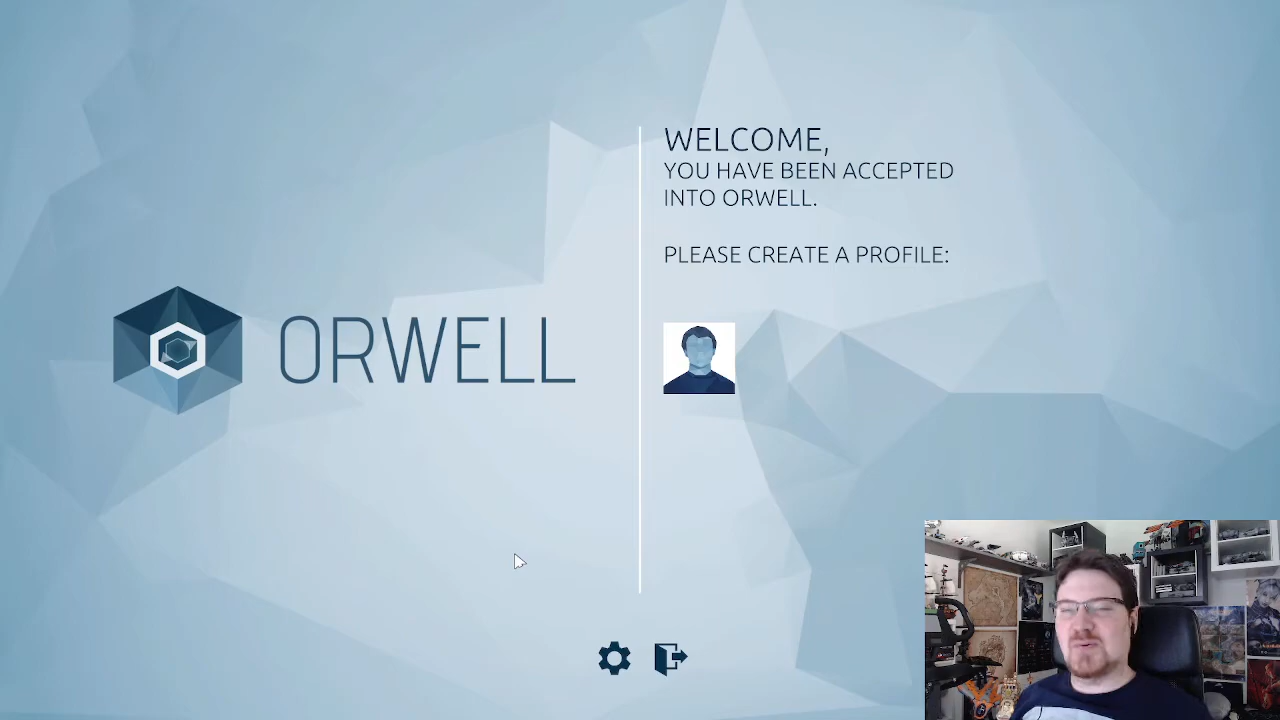 WELCOME,
YOU HAVE BEEN ACCEPTED
INTO ORWELL.
PLEASE CREATE A PROFILE:
ORWELL